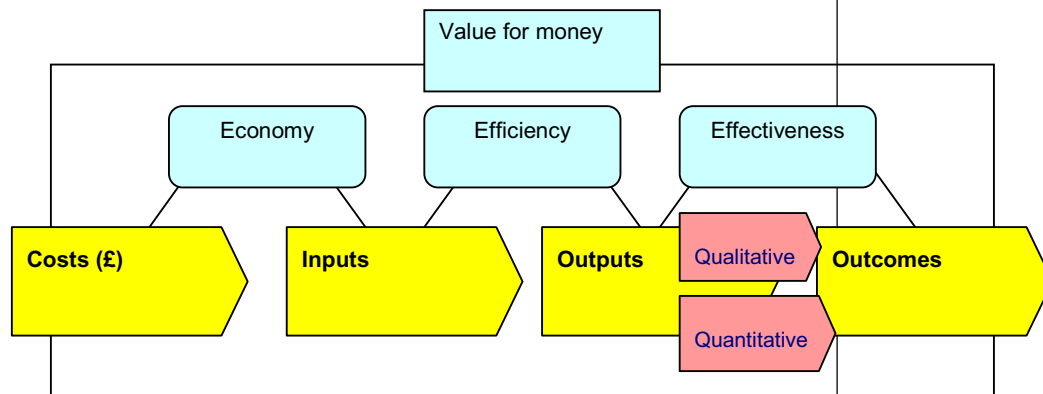 Value for money
Economy
Efficiency
Effectiveness
Costs (£)
Inputs
Outputs
Qualitative
Quantitative
Outcomes